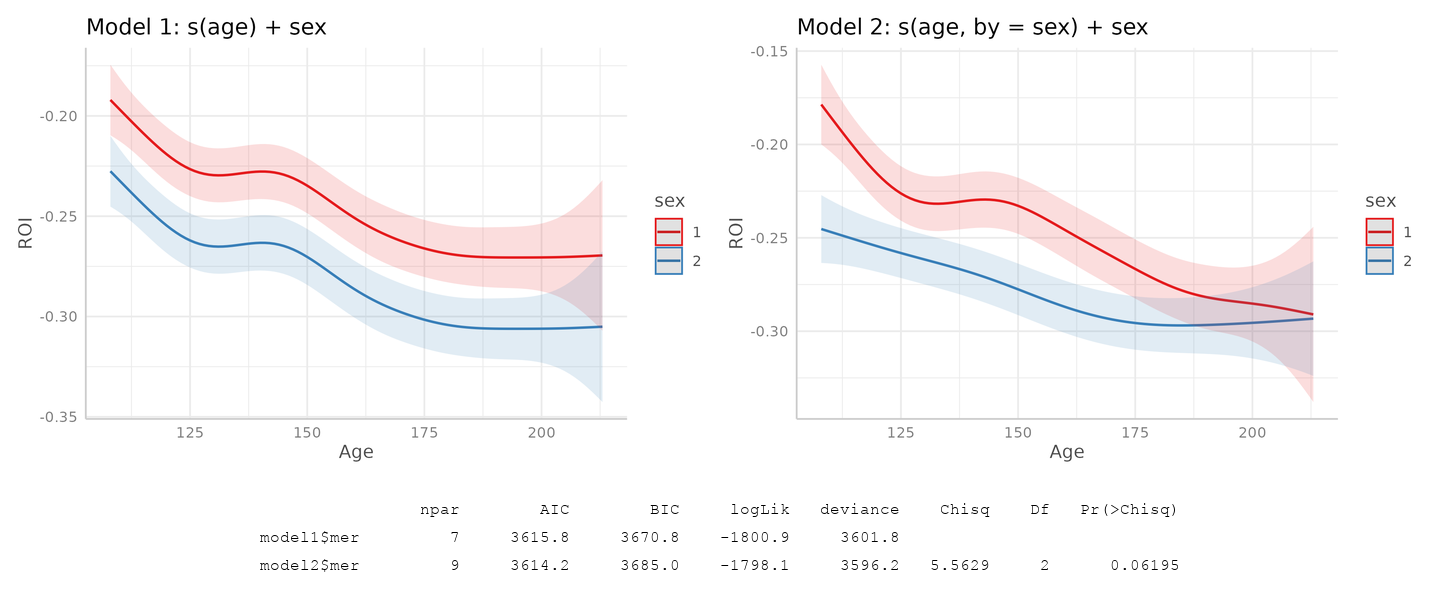 Model 1: s(age) + sex
-0.20
-0.25
-0.30
-0.35
125 150 175 200
Age
ROI
sex
1
2
Model 2: s(age, by = sex) + sex
-0.15
-0.20
-0.25
-0.30
125 150 175 200
Age
ROI
sex
1
2
npar AIC BIC logLik deviance Chisq Df Pr(>Chisq)
model1$mer 7 3615.8 3670.8 -1800.9 3601.8
model2$mer 9 3614.2 3685.0 -1798.1 3596.2 5.5629 2 0.06195